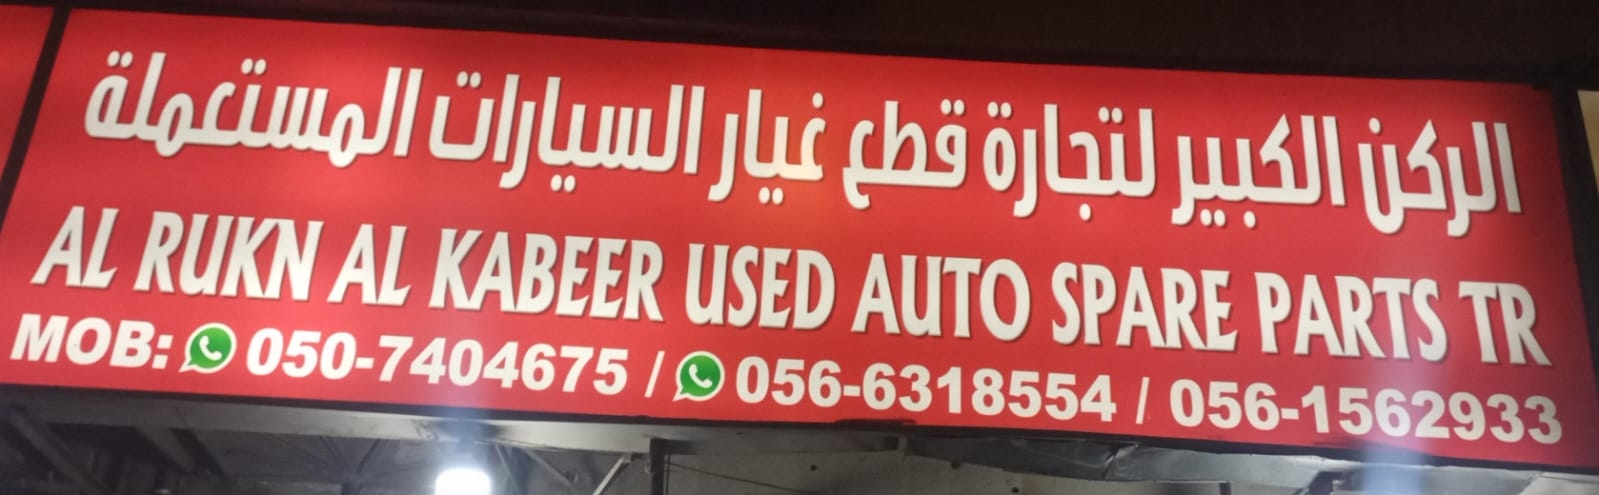 الركن الكبير لتجارة قطع غيار السيارات المستعملة
AL RUKN AL KABEER USED AUTO SPARE PARTS TR
MOB: 050-7404675 / 056-6318554 / 056-1562933